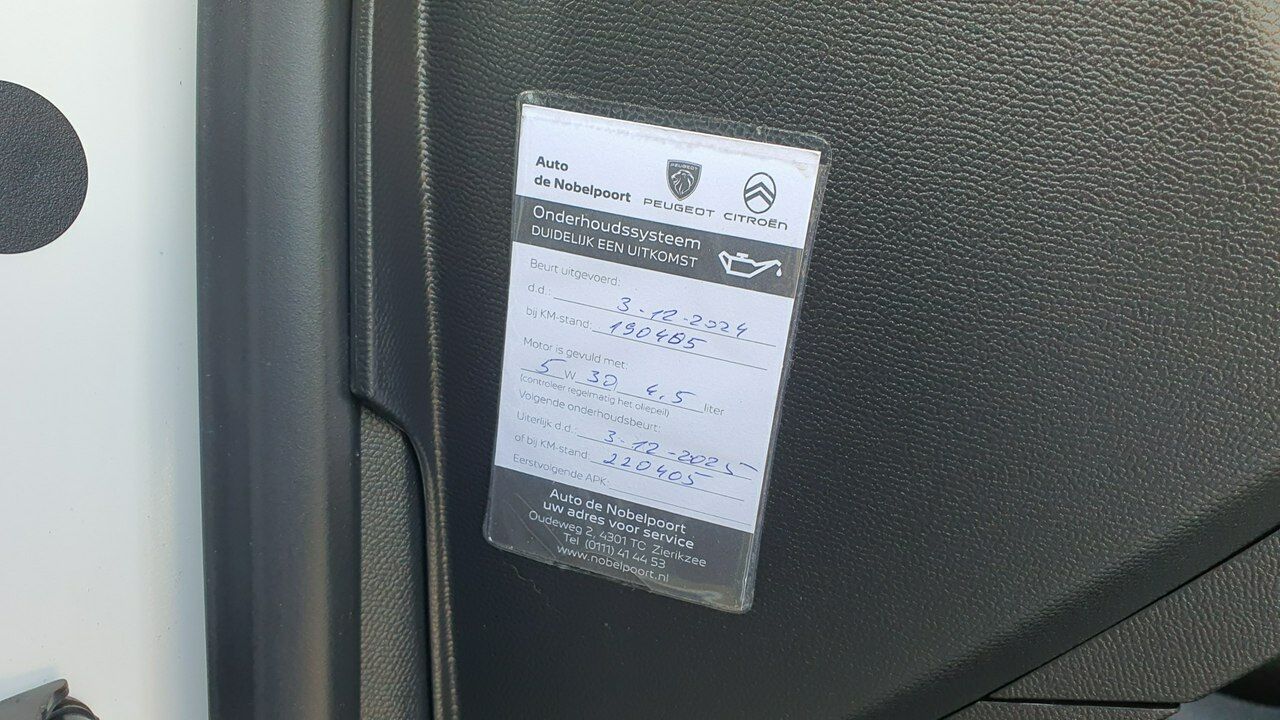 Auto
de Nobelpoort
PEUGEOT
PEUGEOT
CITROËN
Onderhoudssysteem
DUIDELIJK EEN UITKOMST
Beurt uitgevoerd:
d.d.: 3-12-2024
bij KM-stand: 190405
Motor is gevuld met:
5 W 30 4,5 liter
(controleer regelmatig het oliepeil)
Volgende onderhoudsbeurt:
Uiterlijk d.d.: 3-12-2025
of bij KM-stand: 220405
Eerstvolgende APK:
Auto de Nobelpoort
uw adres voor service
Oudeweg 2, 4301 TC Zierikzee
Tel (0111) 41 44 53
www.nobelpoort.nl